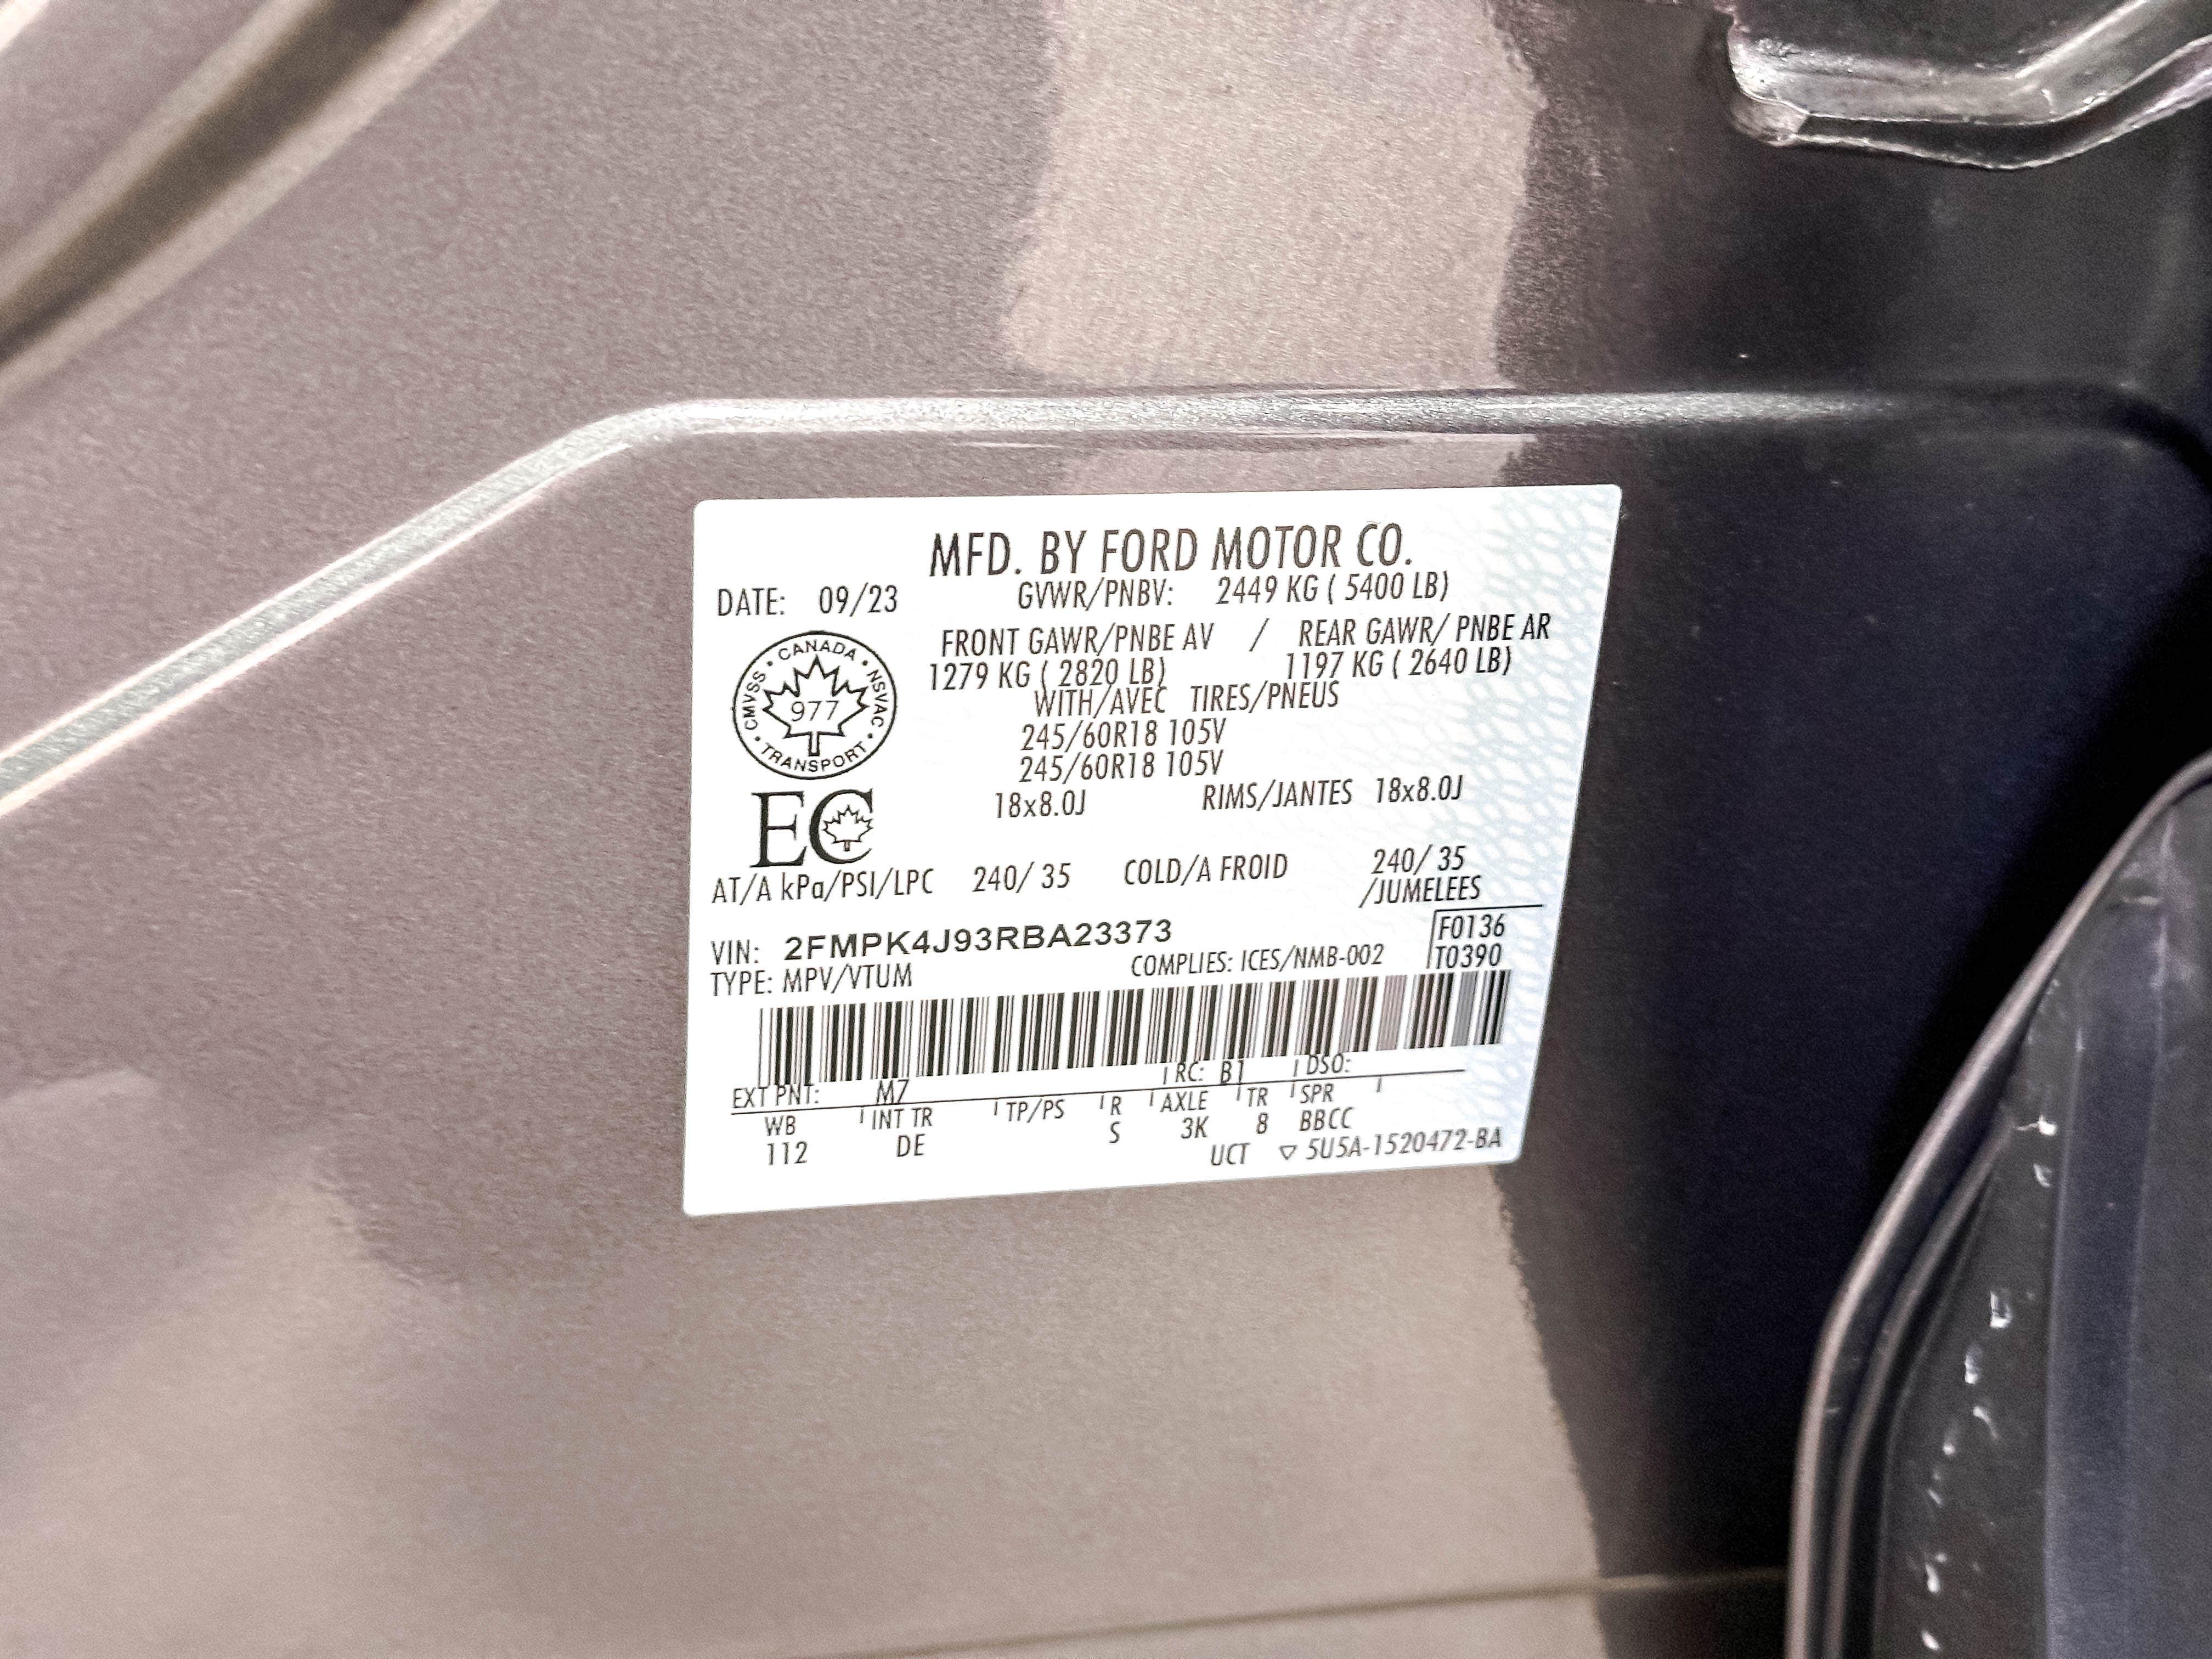 MFD. BY FORD MOTOR CO.
DATE: 09/23 GVWR/PNBV: 2449 KG ( 5400 LB)
FRONT GAWR/PNBE AV / REAR GAWR/ PNBE AR
1279 KG ( 2820 LB) 1197 KG ( 2640 LB)
WITH/AVEC TIRES/PNEUS
245/60R18 105V
245/60R18 105V
18x8.0J RIMS/JANTES 18x8.0J
CANADA • NSVAC • TRANSPORT • CMVSS •
977
EC
AT/A kPa/PSI/LPC 240/ 35 COLD/A FROID 240/ 35
/JUMELEES
VIN: 2FMPK4J93RBA23373 F0136
TYPE: MPV/VTUM COMPLIES: ICES/NMB-002 T0390
EXT PNT: M7 RC: B1 DSO:
WB INT TR TP/PS R AXLE TR SPR
112 DE S 3K 8 BBCC
UCT ▽ 5U5A-1520472-BA